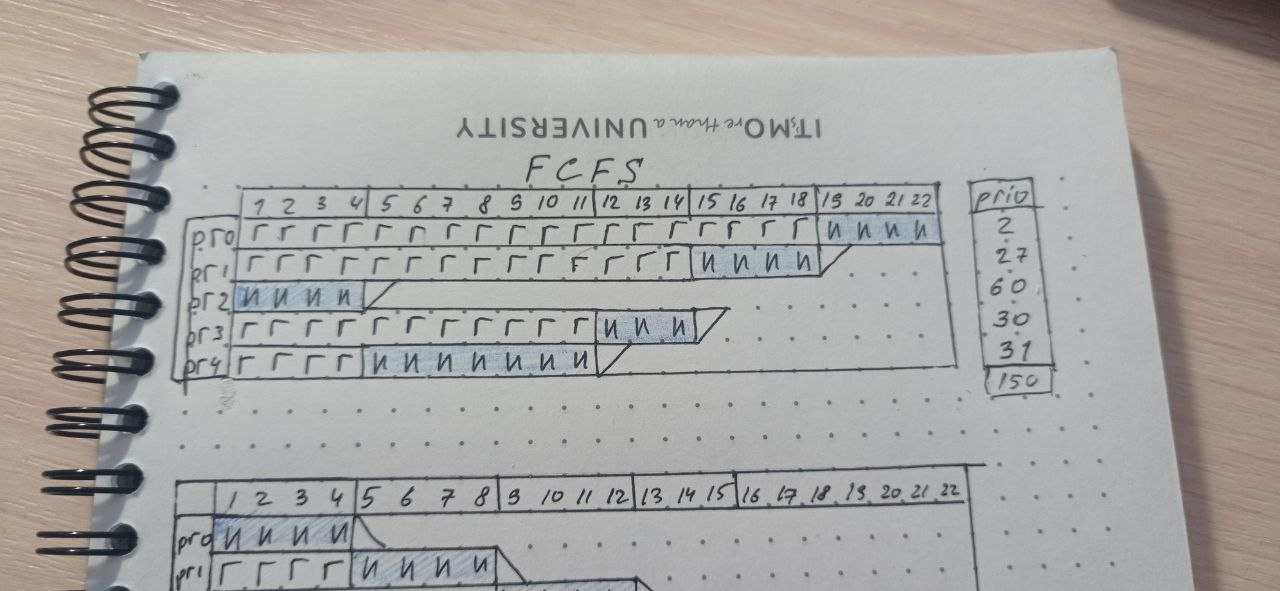 ITsMOre than a UNIVERSITY
FCFS
1 2 3 4 5 6 7 8 9 10 11 12 13 14 15 16 17 18 19 20 21 22 prio
pr0 Г Г Г Г Г Г Г Г Г Г Г Г Г Г Г Г Г Г И И И И 2
pr1 Г Г Г Г Г Г Г Г Г Г Г Г Г Г И И И И 27
pr2 И И И И 60
pr3 Г Г Г Г Г Г Г Г Г Г Г И И И 30
pr4 Г Г Г Г И И И И И И И 31
150
1 2 3 4 5 6 7 8 9 10 11 12 13 14 15 16 17 18 19 20 21 22
pr0 И И И И
pr1 Г Г Г Г И И И И